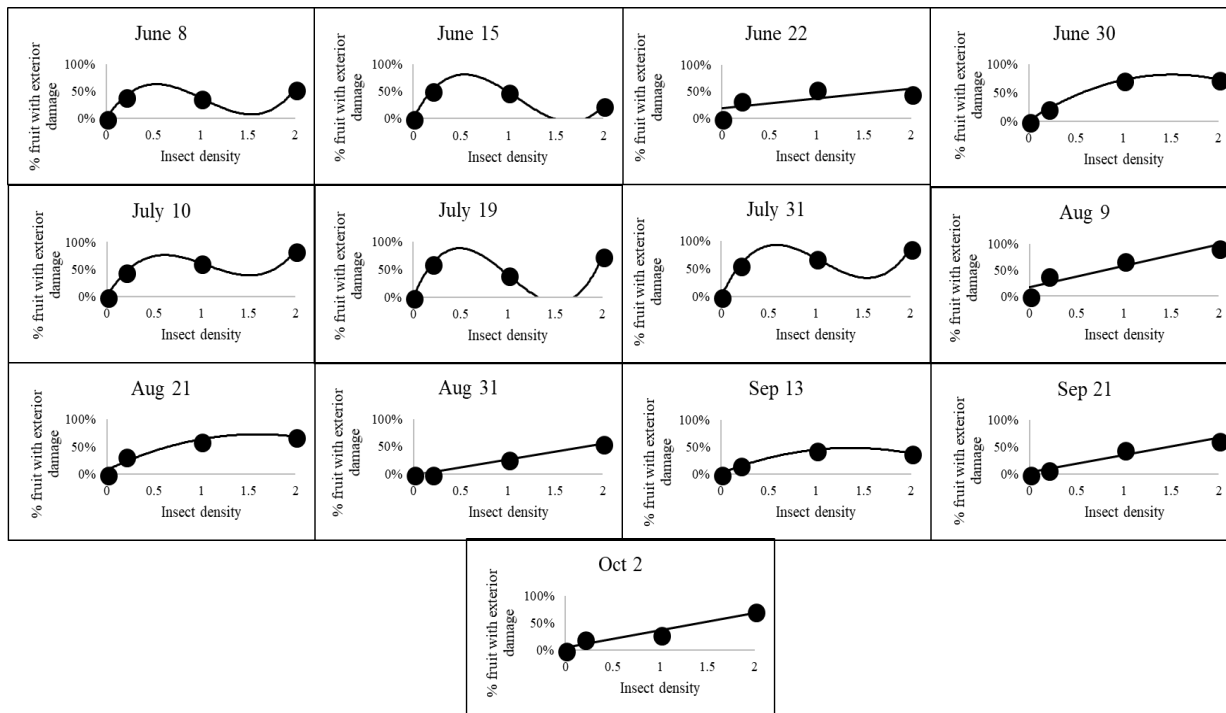 June 8
% fruit with exterior
damage
100%
50%
0%
0
0.5
1
1.5
2
Insect density
June 15
% fruit with exterior
damage
100%
50%
0%
0
0.5
1
1.5
2
Insect density
June 22
% fruit with exterior
damage
100%
50%
0%
0
0.5
1
1.5
2
Insect density
June 30
% fruit with exterior
damage
100%
50%
0%
0
0.5
1
1.5
2
Insect density
July 10
% fruit with exterior
damage
100%
50%
0%
0
0.5
1
1.5
2
Insect density
July 19
% fruit with exterior
damage
100%
50%
0%
0
0.5
1
1.5
2
Insect density
July 31
% fruit with exterior
damage
100%
50%
0%
0
0.5
1
1.5
2
Insect density
Aug 9
% fruit with exterior
damage
100%
50%
0%
0
0.5
1
1.5
2
Insect density
Aug 21
% fruit with exterior
damage
100%
50%
0%
0
0.5
1
1.5
2
Insect density
Aug 31
% fruit with exterior
damage
100%
50%
0%
0
0.5
1
1.5
2
Insect density
Sep 13
% fruit with exterior
damage
100%
50%
0%
0
0.5
1
1.5
2
Insect density
Sep 21
% fruit with exterior
damage
100%
50%
0%
0
0.5
1
1.5
2
Insect density
Oct 2
% fruit with exterior
damage
100%
50%
0%
0
0.5
1
1.5
2
Insect density